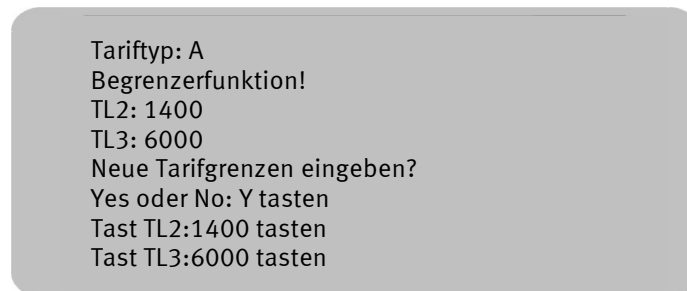 Tariftyp: A
Begrenzerfunktion!
TL2: 1400
TL3: 6000
Neue Tarifgrenzen eingeben?
Yes oder No: Y tasten
Tast TL2:1400 tasten
Tast TL3:6000 tasten